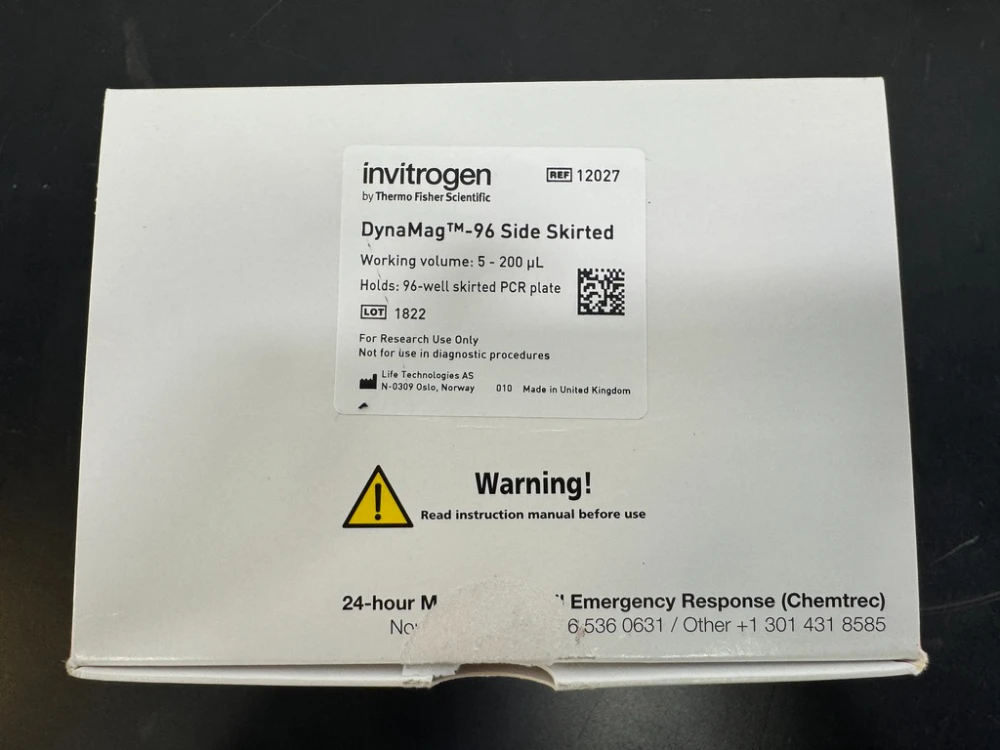 invitrogen
REF 12027
by Thermo Fisher Scientific
DynaMag™-96 Side Skirted
Working volume: 5 - 200 µL
Holds: 96-well skirted PCR plate
LOT 1822
For Research Use Only
Not for use in diagnostic procedures
Life Technologies AS
N-0309 Oslo, Norway 010 Made in United Kingdom
Warning!
Read instruction manual before use
24-hour Emergency Response (Chemtrec)
536 0631 / Other +1 301 431 8585